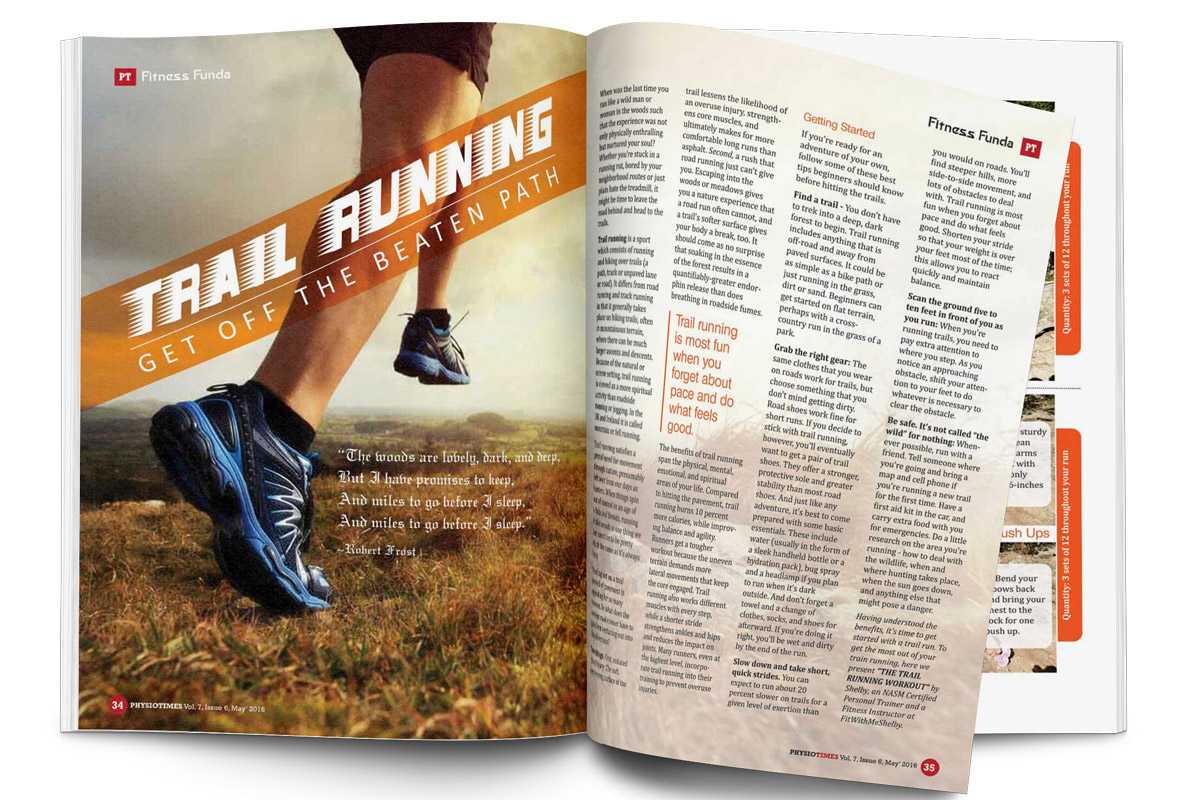 PT Fitness Funda
TRAIL RUNNING
GET OFF THE BEATEN PATH
“The woods are lovely, dark, and deep,
But I have promises to keep,
And miles to go before I sleep,
And miles to go before I sleep.”
~Robert Frost
34 PHYSIOTIMES Vol. 7, Issue 6, May' 2016
When was the last time you
run like a wild man or
woman in the woods such
that the experience was not
only physically enthralling
but nurtured your soul?
Whether you're stuck in a
running rut, bored by your
neighborhood routes or just
plain hate the treadmill, it
might be time to leave the
road behind and head to the
trails.
Trail running is a sport
which consists of running
and hiking over trails (a
path, track or unpaved lane
or road). It differs from road
running and track running
in that it generally takes
place on hiking trails, often
in mountainous terrain,
where there can be much
larger ascents and descents.
Because of the natural or
setting, trail running
is viewed as a more spiritual
activity than roadside
running or jogging. In the
UK and Ireland it is called
mountain or fell running.
trail lessens the likelihood of
an overuse injury, strength-
ens core muscles, and
ultimately makes for more
comfortable long runs than
asphalt. Second, a rush that
road running just can't give
you. Escaping into the
woods or meadows gives
you a nature experience that
a road run often cannot, and
a trail's softer surface gives
your body a break, too. It
should come as no surprise
that soaking in the essence
of the forest results in a
quantifiably-greater endor-
phin release than does
breathing in roadside fumes.
Trail running
is most fun
when you
forget about
pace and do
what feels
good.
The benefits of trail running
span the physical, mental,
emotional, and spiritual
areas of your life. Compared
to hitting the pavement, trail
running burns 10 percent
more calories, while improv-
ing balance and agility.
Runners get a tougher
workout because the uneven
terrain demands more
lateral movements that keep
the core engaged. Trail
running also works different
muscles with every step,
while a shorter stride
strengthens ankles and hips
and reduces the impact on
joints. Many runners, even at
the highest level, incorpo-
rate trail running into their
training to prevent overuse
injuries.
Getting Started
If you're ready for an
adventure of your own,
follow some of these best
tips beginners should know
before hitting the trails.
Find a trail - You don't have
to trek into a deep, dark
forest to begin. Trail running
includes anything that is
off-road and away from
paved surfaces. It could be
as simple as a bike path or
just running in the grass,
dirt or sand. Beginners can
get started on flat terrain,
perhaps with a cross-
country run in the grass of a
park.
Grab the right gear: The
same clothes that you wear
on roads work for trails, but
choose something that you
don't mind getting dirty.
Road shoes work fine for
short runs. If you decide to
stick with trail running,
however, you'll eventually
want to get a pair of trail
shoes. They offer a stronger,
protective sole and greater
stability than most road
shoes. And just like any
adventure, it's best to come
prepared with some basic
essentials. These include
water (usually in the form of
a sleek handheld bottle or a
hydration pack), bug spray
and a headlamp if you plan
to run when it's dark
outside. And don't forget a
towel and a change of
clothes, socks, and shoes for
afterward. If you're doing it
right, you'll be wet and dirty
by the end of the run.
Slow down and take short,
quick strides. You can
expect to run about 20
percent slower on trails for a
given level of exertion than
Fitness Funda PT
you would on roads. You'll
find steeper hills, more
side-to-side movement, and
lots of obstacles to deal
with. Trail running is most
fun when you forget about
pace and do what feels
good. Shorten your stride
so that your weight is over
your feet most of the time;
this allows you to react
quickly and maintain
balance.
Scan the ground five to
ten feet in front of you as
you run: When you're
running trails, you need to
pay extra attention to
where you step. As you
notice an approaching
obstacle, shift your atten-
tion to your feet to do
whatever is necessary to
clear the obstacle.
Be safe. It's not called "the
wild" for nothing: When-
ever possible, run with a
friend. Tell someone where
you're going and bring a
map and cell phone if
you're running a new trail
for the first time. Have a
first aid kit in the car, and
carry extra food with you
for emergencies. Do a little
research on the area you're
running - how to deal with
the wildlife, when and
where hunting takes place,
when the sun goes down,
and anything else that
might pose a danger.
Having understood the
benefits, it's time to get
started with a trail run. To
get the most out of your
train running, here we
present "THE TRAIL
RUNNING WORKOUT" by
Shelby, an NASM Certified
Personal Trainer and a
Fitness Instructor at
FitWithMeShelby.
PHYSIOTIMES Vol. 7, Issue 6, May' 2016 35
Quantity: 3 sets of 12 throughout your run
sturdy
arms
with
only
6-inches
Quantity: 3 sets of 12 throughout your run
ush Ups
Bend your
ows back
nd bring your
hest to the
ock for one
push up.